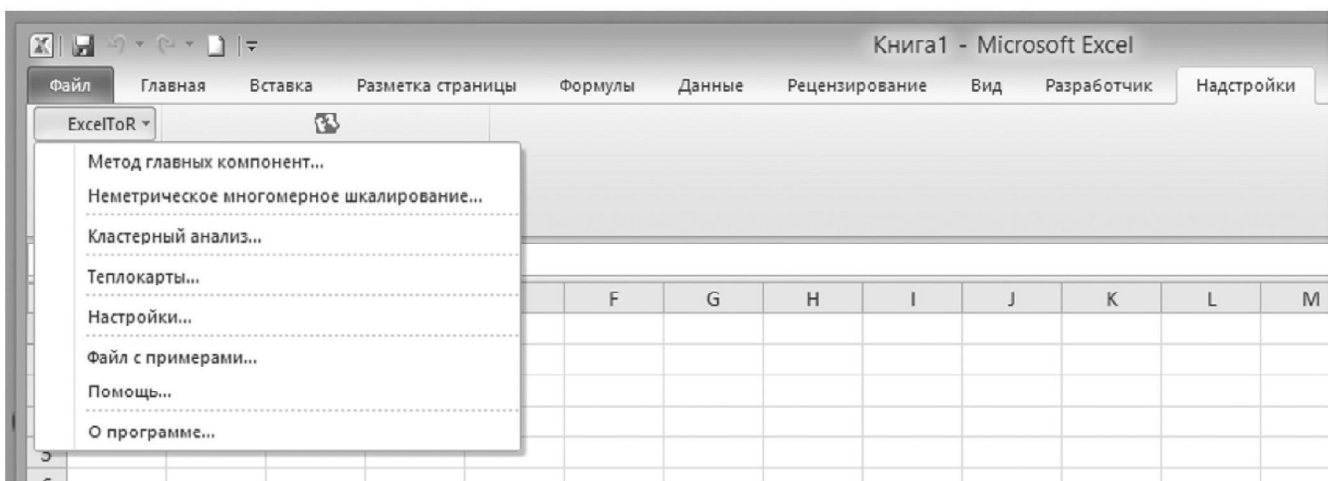 Книга1 - Microsoft Excel
Файл Главная Вставка Разметка страницы Формулы Данные Рецензирование Вид Разработчик Надстройки
ExcelToR
Метод главных компонент...
Неметрическое многомерное шкалирование...
Кластерный анализ...
Теплокарты...
F G H I J K L M
Настройки...
Файл с примерами...
Помощь...
О программе...
5